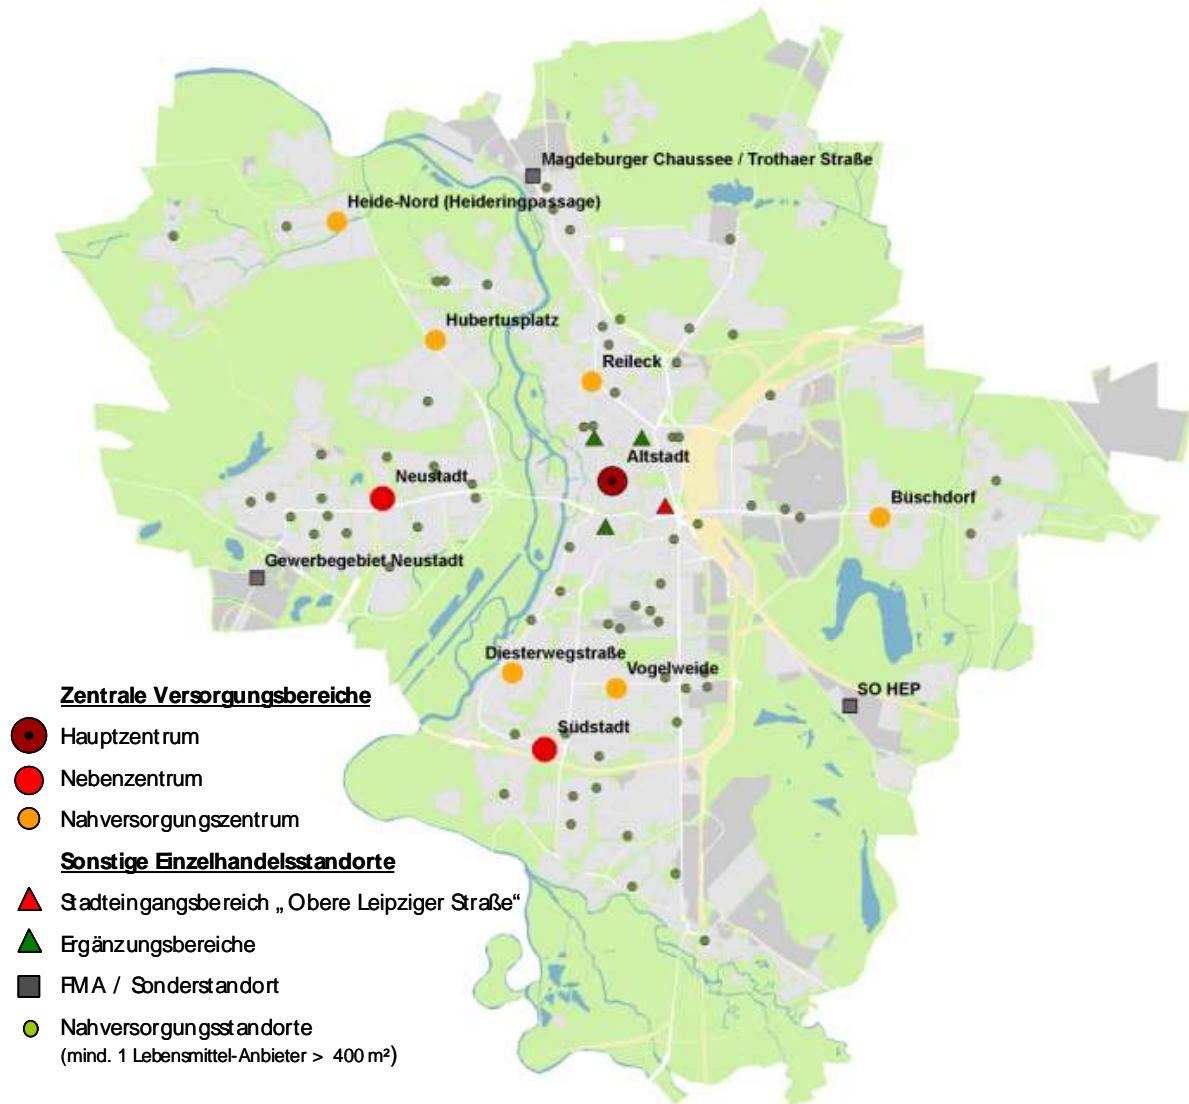 Magdeburger Chaussee / Trothaer Straße
Heide-Nord (Heideringpassage)
Hubertusplatz
Reileck
Altstadt
Neustadt
Büschdorf
Gewerbegebiet Neustadt
Diesterwegstraße
Vogelweide
SO HEP
Südstadt
Zentrale Versorgungsbereiche
Hauptzentrum
Nebenzentrum
Nahversorgungszentrum
Sonstige Einzelhandelsstandorte
Stadteingangsbereich „Obere Leipziger Straße“
Ergänzungsbereiche
FMA / Sonderstandort
Nahversorgungsstandorte
(mind. 1 Lebensmittel-Anbieter > 400 m²)